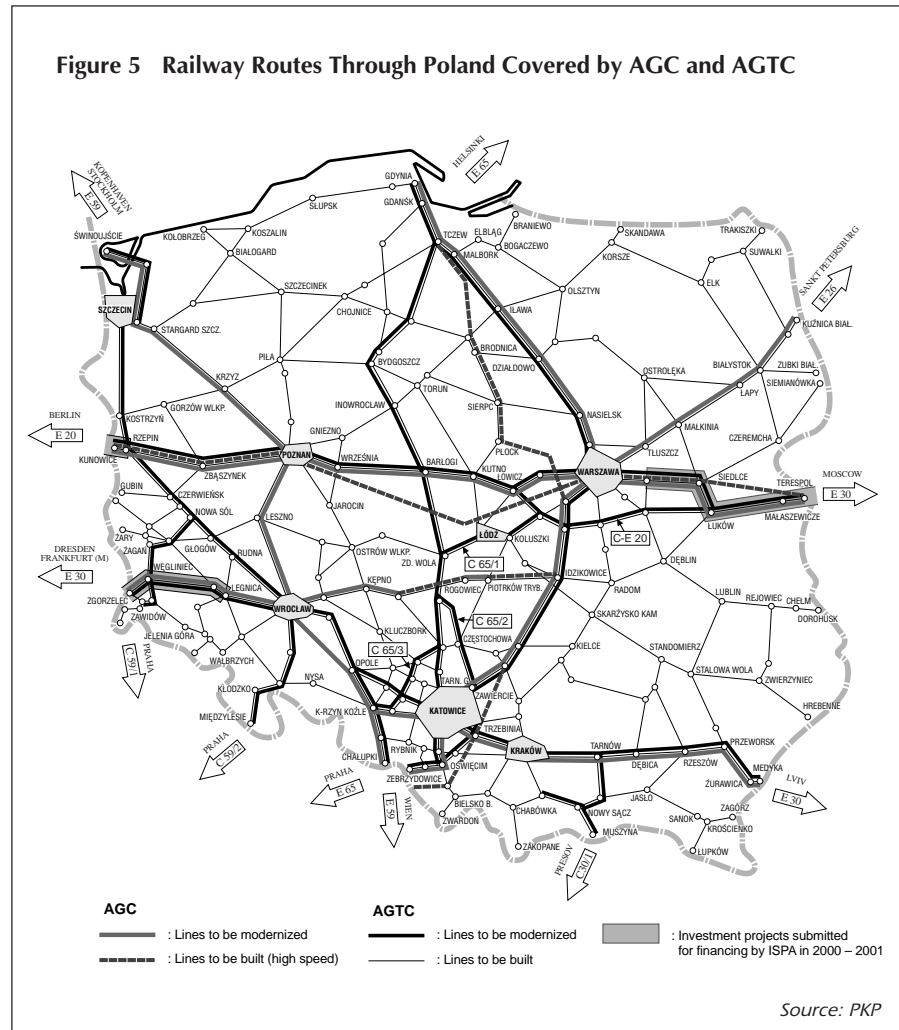 Figure 5 Railway Routes Through Poland Covered by AGC and AGTC
HELSINKI
E 65
KOPENHAVEN
STOCKHOLM
E 59
GDYNIA
GDAŃSK
SŁUPSK
BRANIEWO
ELBLĄG
BOGACZEWO
TCZEW
MALBORK
SKANDAWA
KORSZE
TRAKISZKI
SUWAŁKI
SANKT PETERSBURG
E 26
ŚWINOUJŚCIE
KOŁOBRZEG
KOSZALIN
BIAŁOGARD
SZCZECINEK
CHOJNICE
OLSZTYN
EŁK
SZCZECIN
STARGARD SZCZ.
IŁAWA
KUŹNICA BIAŁ.
PIŁA
BYDGOSZCZ
BRODNICA
DZIAŁDOWO
BIAŁYSTOK
ZUBKI BIAŁ.
SIEMIANÓWKA
KRZYZ
TORUN
OSTROŁĘKA
ŁAPY
KOSTRZYŃ
GORZÓW WLKP.
INOWROCŁAW
SIERPC
NASIELSK
MAŁKINIA
CZEREMCHA
BERLIN
E 20
RZEPIN
KUNOWICE
GNIEZNO
PŁOCK
TŁUSZCZ
ZBĄSZYNEK
POZNAN
WRZEŚNIA
BARŁOGI
KUTNO
ŁOWICZ
WARSZAWA
SIEDLCE
TERESPOL
MOSCOW
E 30
MAŁASZEWICZE
GUBIN
CZERWIEŃSK
NOWA SÓL
JAROCIN
ŁÓDŹ
KOLUSZKI
C-E 20
ŁUKÓW
ŻARY
ŻAGAŃ
GŁOGÓW
LESZNO
RUDNA
OSTRÓW WLKP.
ZD. WOLA
C 65/1
DĘBLIN
DRESDEN
FRANKFURT (M)
E 30
WĘGLINIEC
LEGNICA
KĘPNO
ROGOWIEC
PIOTRKÓW TRYB.
IDZIKOWICE
RADOM
LUBLIN
REJOWIEC
CHEŁM
DOROHUSK
ZGORZELEC
ZAWIDÓW
WROCŁAW
C 65/2
SKARŻYSKO KAM
JELENIA GÓRA
WAŁBRZYCH
KLUCZBORK
C 65/3
CZĘSTOCHOWA
KIELCE
STANDOMIERZ
STALOWA WOLA
ZWIERZYNIEC
PRAHA
C 59/1
KŁODZKO
NYSA
OPOLE
TARN. G.
ZAWIERCIE
HREBENNE
MIĘDZYLESIE
K-RZYN KOŹLE
KATOWICE
TRZEBINIA
KRAKÓW
TARNÓW
PRZEWORSK
PRAHA
C 59/2
RYBNIK
OŚWIĘCIM
DĘBICA
RZESZÓW
MEDYKA
ŻURAWICA
LVIV
E 30
CHAŁUPKI
ZEBRZYDOWICE
PRAHA
E 65
WIEN
E 59
BIELSKO B.
ZWARDOŃ
CHABÓWKA
NOWY SĄCZ
JASŁO
SANOK
ZAGÓRZ
KROŚCIENKO
ŁUPKÓW
MUSZYNA
ZAKOPANE
PRESOV
C30/1
AGC
: Lines to be modernized
: Lines to be built (high speed)
AGTC
: Lines to be modernized
: Lines to be built
: Investment projects submitted
for financing by ISPA in 2000 – 2001
Source: PKP